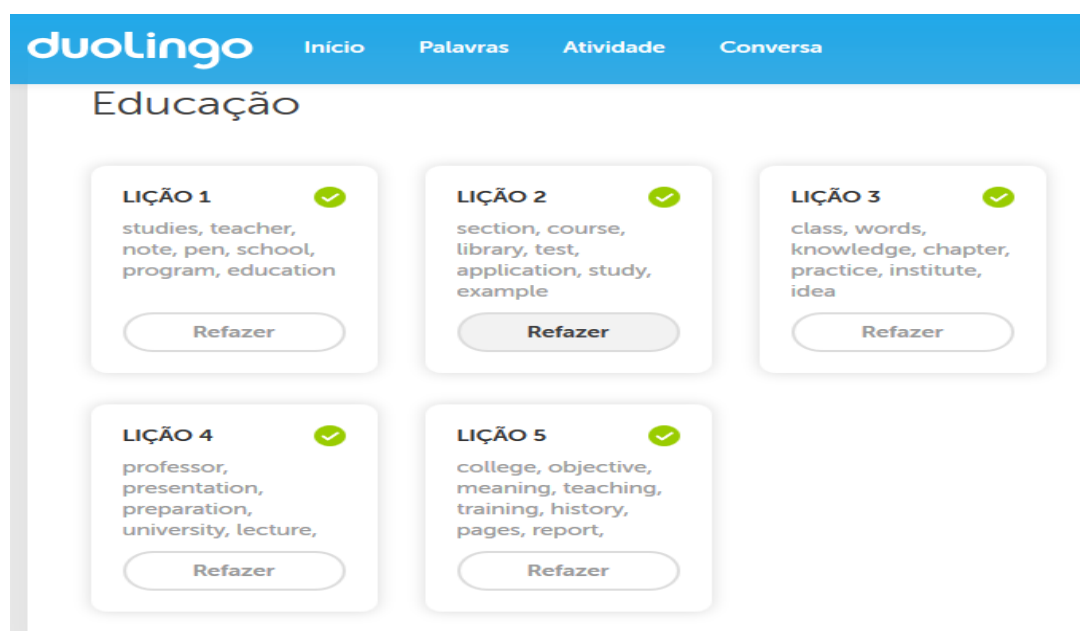 duolingo Início Palavras Atividade Conversa
Educação
LIÇÃO 1
studies, teacher,
note, pen, school,
program, education
Refazer
LIÇÃO 2
section, course,
library, test,
application, study,
example
Refazer
LIÇÃO 3
class, words,
knowledge, chapter,
practice, institute,
idea
Refazer
LIÇÃO 4
professor,
presentation,
preparation,
university, lecture,
Refazer
LIÇÃO 5
college, objective,
meaning, teaching,
training, history,
pages, report,
Refazer